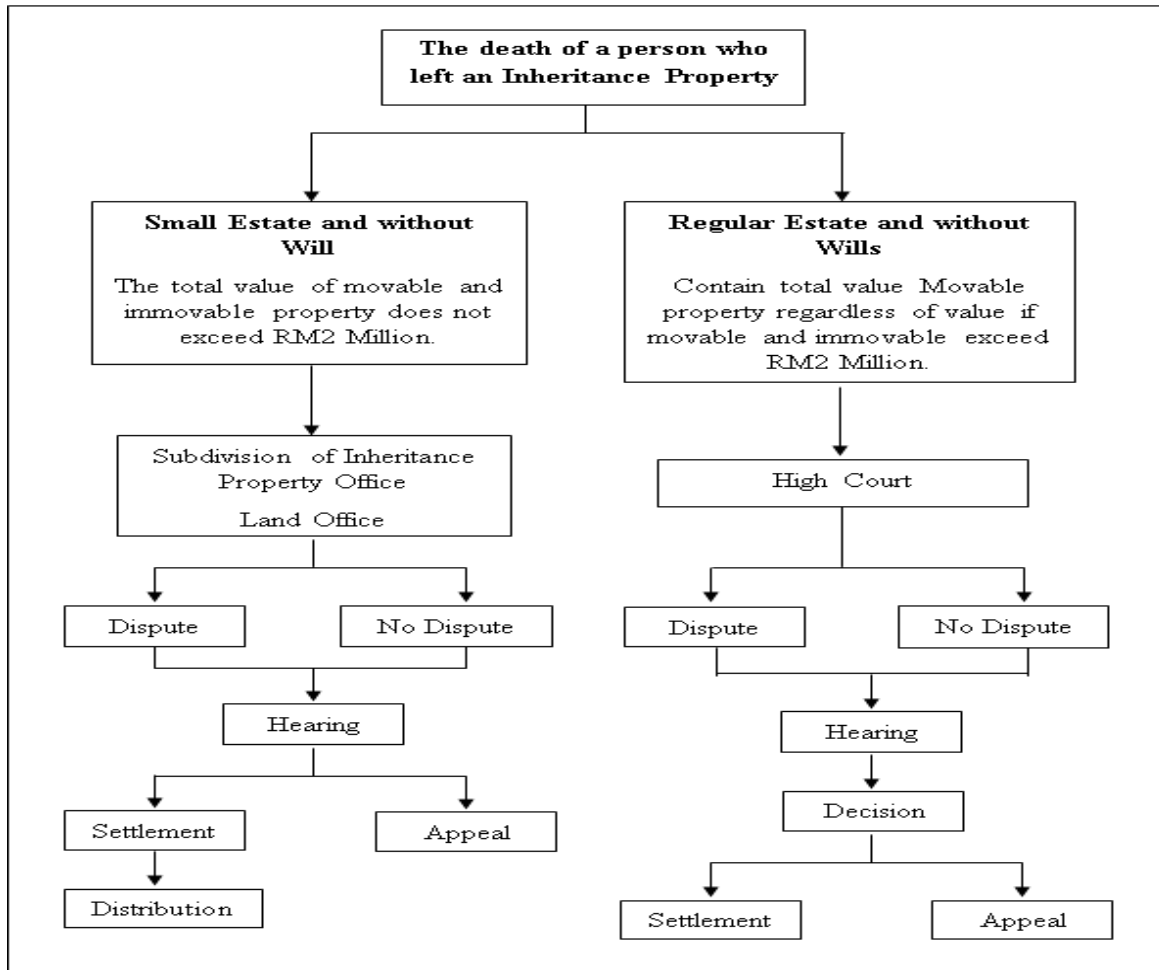 The death of a person who
left an Inheritance Property
Small Estate and without
Will
The total value of movable and
immovable property does not
exceed RM2 Million.
Regular Estate and without
Wills
Contain total value Movable
property regardless of value if
movable and immovable exceed
RM2 Million.
Subdivision of Inheritance
Property Office
Land Office
High Court
Dispute
No Dispute
Dispute
No Dispute
Hearing
Hearing
Settlement
Appeal
Decision
Distribution
Settlement
Appeal